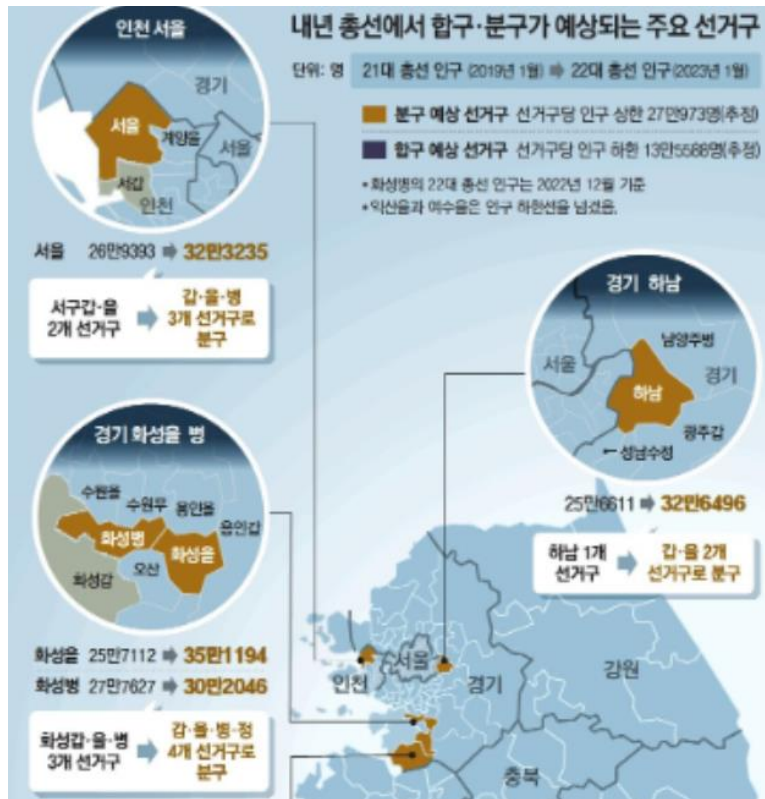 내년 총선에서 합구·분구가 예상되는 주요 선거구
단위: 명 21대 총선 인구 (2019년 1월) ➡ 22대 총선 인구(2023년 1월)
분구 예상 선거구 선거구당 인구 상한 27만973명(추정)
합구 예상 선거구 선거구당 인구 하한 13만5588명(추정)
*화성병의 22대 총선 인구는 2022년 12월 기준
*익산을과 여수을은 인구 하한선을 넘겼음.
인천 서을
경기
서을
계양을
서울
서갑
인천
서을 26만9393 ➡ 32만3235
서구갑·을
2개 선거구
➡
갑·을·병
3개 선거구로
분구
경기 하남
남양주병
서울
경기
하남
광주갑
←성남수정
25만6611 ➡ 32만6496
하남 1개
선거구
➡
갑·을 2개
선거구로 분구
경기 화성을 병
수원을
수원무
용인을
용인갑
화성병
화성을
화성갑
오산
화성을 25만7112 ➡ 35만1194
화성병 27만7627 ➡ 30만2046
화성갑·을·병
3개 선거구
➡
갑·을·병·정
4개 선거구로
분구
인천
서울
경기
강원
충북